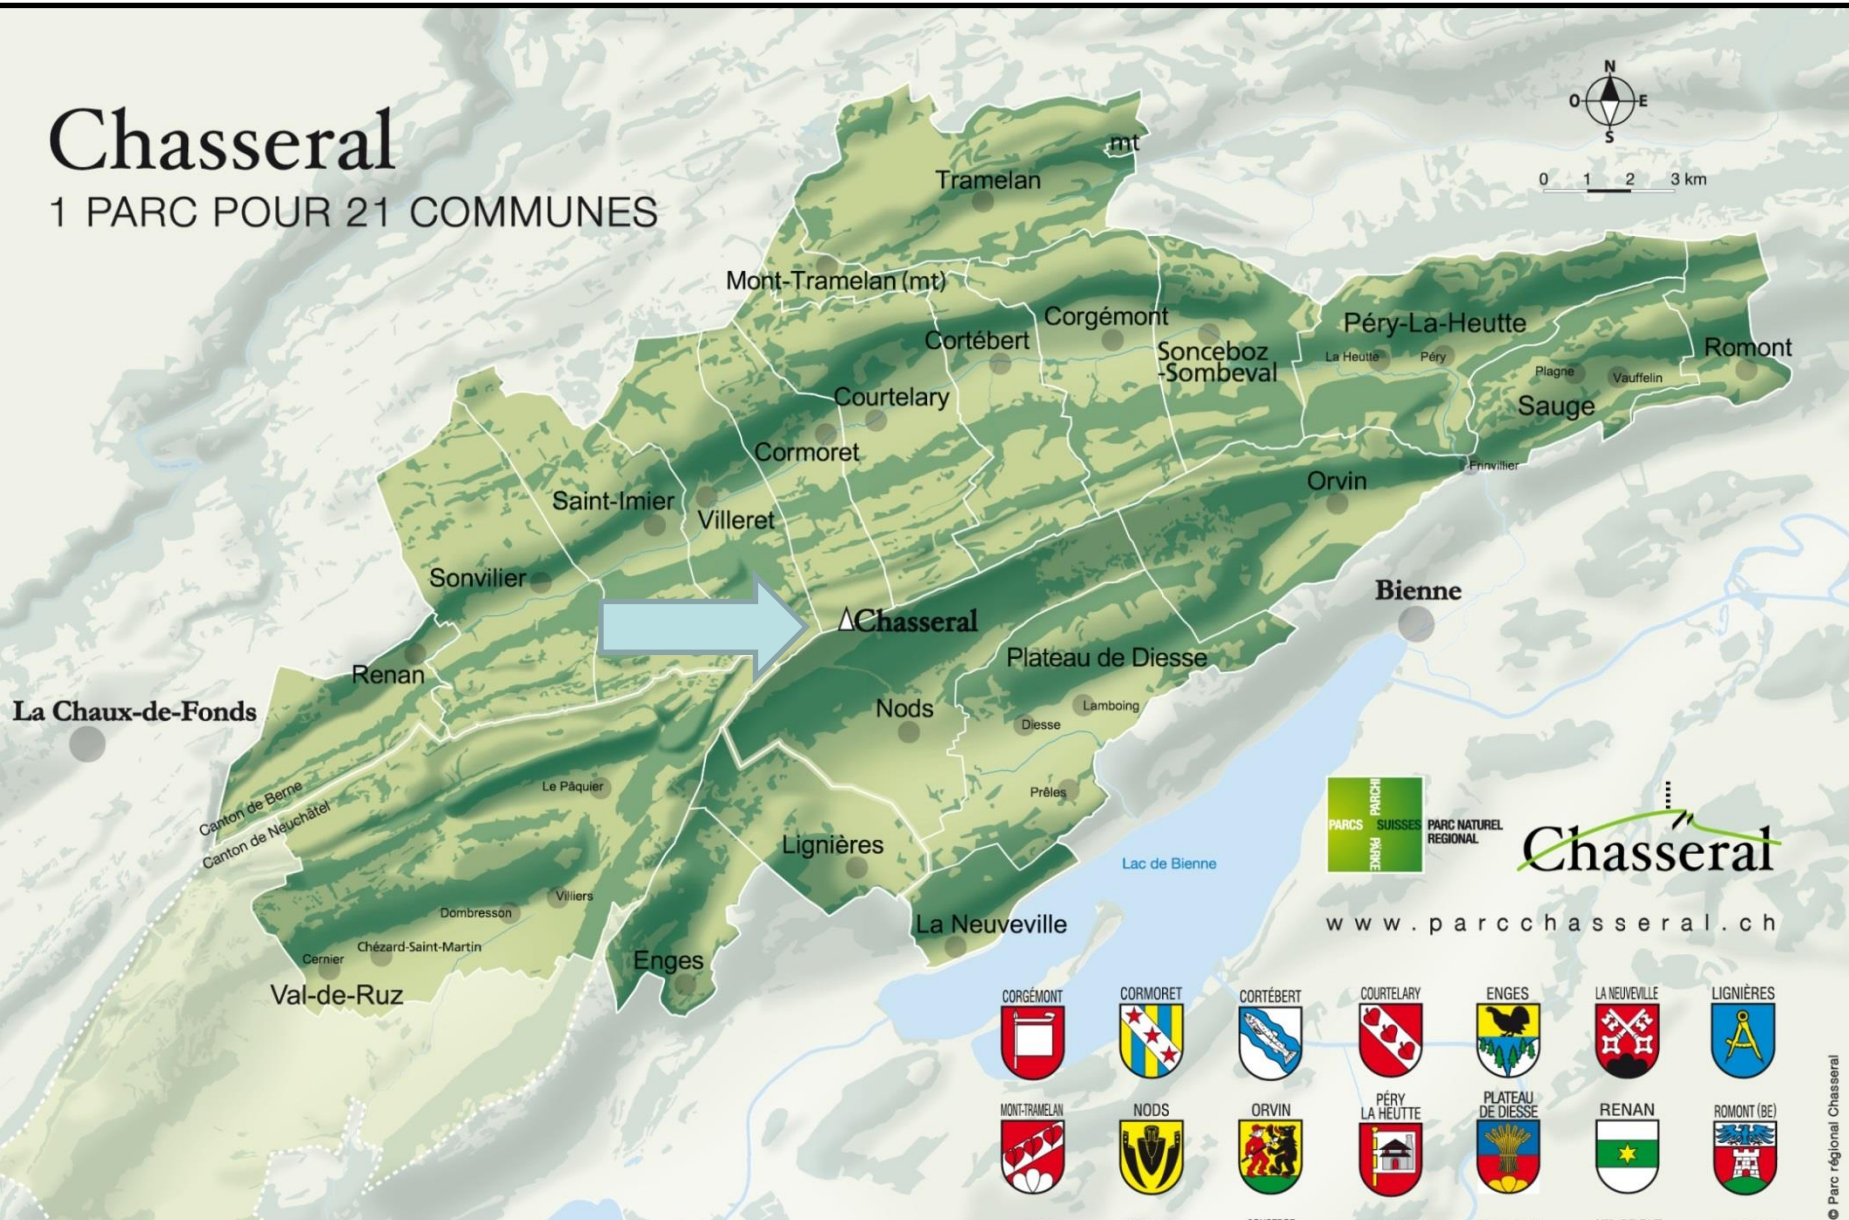 Chasseral
1 PARC POUR 21 COMMUNES
N
O
E
S
0 1 2 3 km
mt
Tramelan
Mont-Tramelan (mt)
Corgémont
Cortébert
Péry-La-Heutte
La Heutte
Péry
Sonceboz
-Sombeval
Romont
Plagne
Vauffelin
Sauge
Courtelary
Cormoret
Frinvillier
Orvin
Saint-Imier
Villeret
Sonvilier
Bienne
Chasseral
Plateau de Diesse
Renan
La Chaux-de-Fonds
Nods
Lamboing
Diesse
Le Pâquier
Prêles
Canton de Berne
Canton de Neuchâtel
Lignières
Lac de Bienne
Villiers
Dombresson
La Neuveville
Chézard-Saint-Martin
Cernier
Enges
Val-de-Ruz
PARCS
SUISSES
PARCHI
PÄRKE
PARC NATUREL
REGIONAL
Chasseral
www.parcchasseral.ch
CORGÉMONT
CORMORET
CORTÉBERT
COURTELARY
ENGES
LA NEUVEVILLE
LIGNIÈRES
MONT-TRAMELAN
NODS
ORVIN
PÉRY
LA HEUTTE
PLATEAU
DE DIESSE
RENAN
ROMONT (BE)
© Parc régional Chasseral